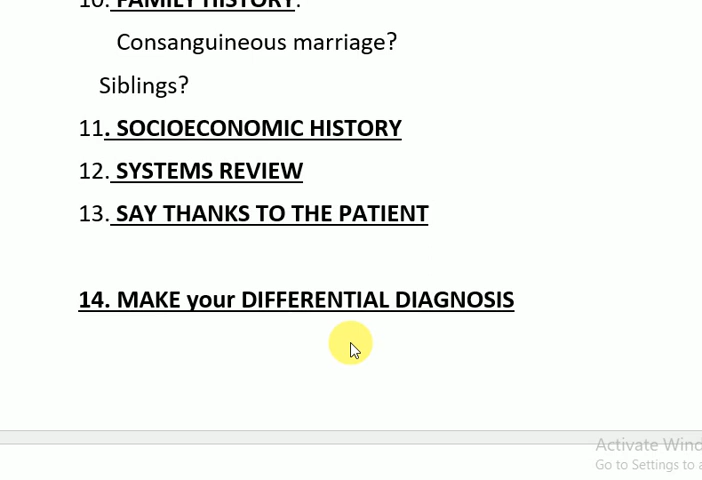 10. FAMILY HISTORY:
Consanguineous marriage?
Siblings?
11. SOCIOECONOMIC HISTORY
12. SYSTEMS REVIEW
13. SAY THANKS TO THE PATIENT
14. MAKE your DIFFERENTIAL DIAGNOSIS
Activate Wind
Go to Settings to a